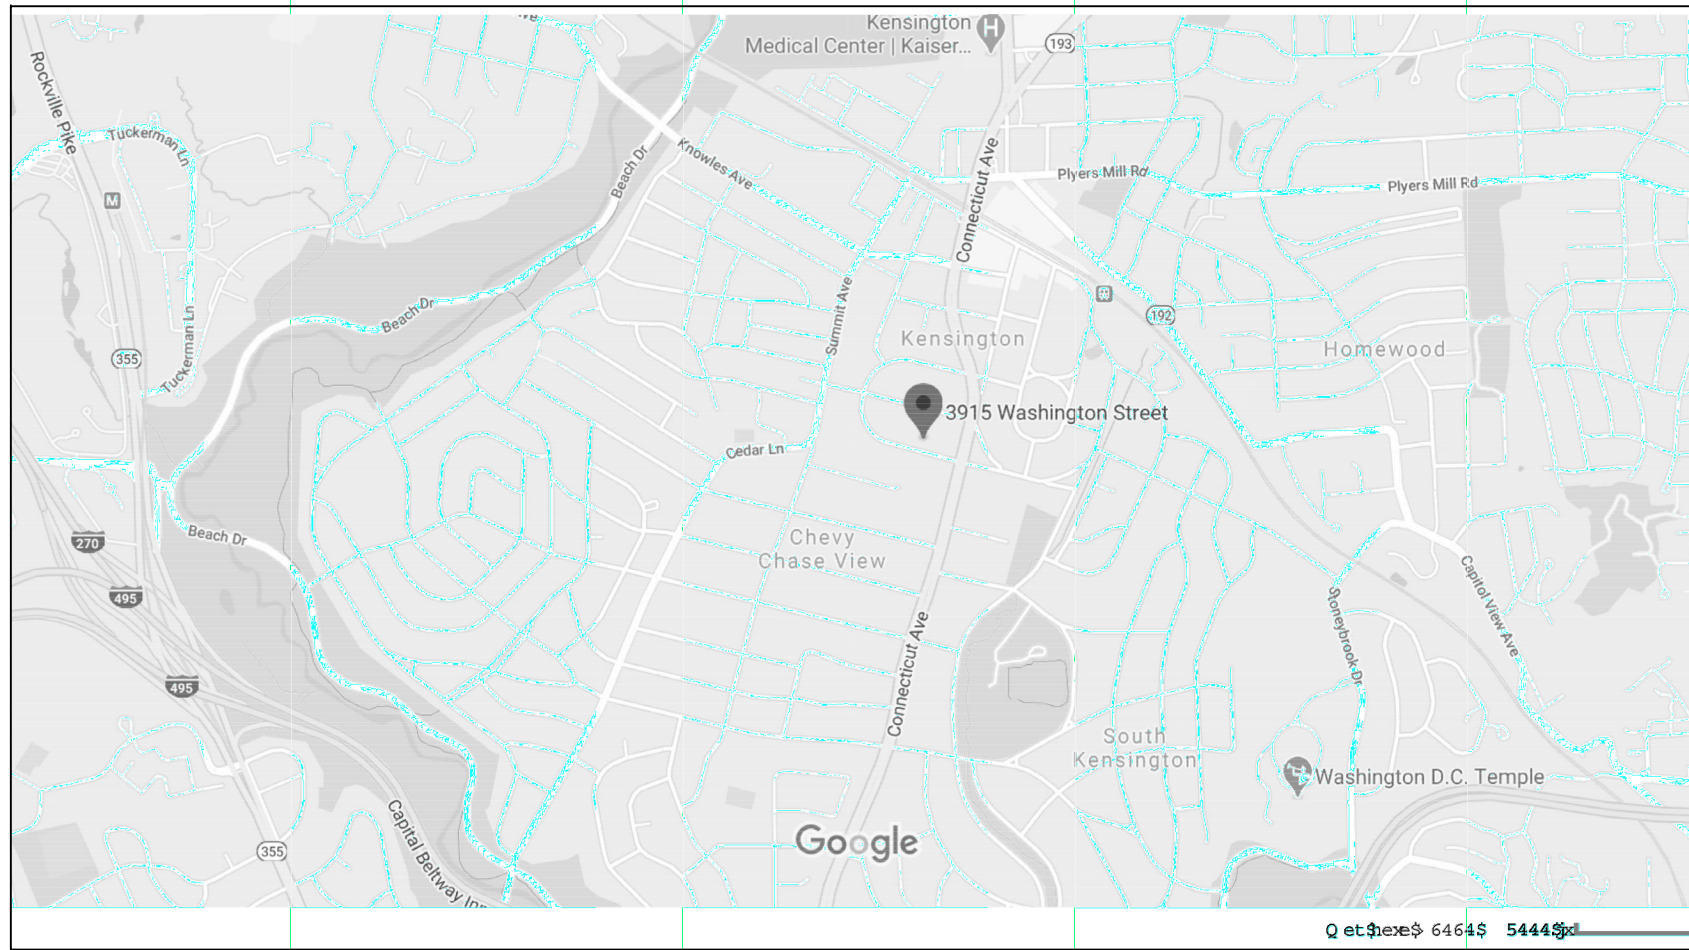 Kensington
Medical Center | Kaiser...
H
193
Rockville Pike
Tuckerman Ln
Beach Dr
Knowles Ave
Connecticut Ave
Plyers Mill Rd
Plyers Mill Rd
M
Beach Dr
Summit Ave
192
Kensington
Homewood
355
Tuckerman Ln
3915 Washington Street
Cedar Ln
Beach Dr
270
Chevy
Chase View
495
Capitol View Ave
Stoneybrook Dr
Connecticut Ave
495
South
Kensington
Washington D.C. Temple
Capital Beltway
Google
355